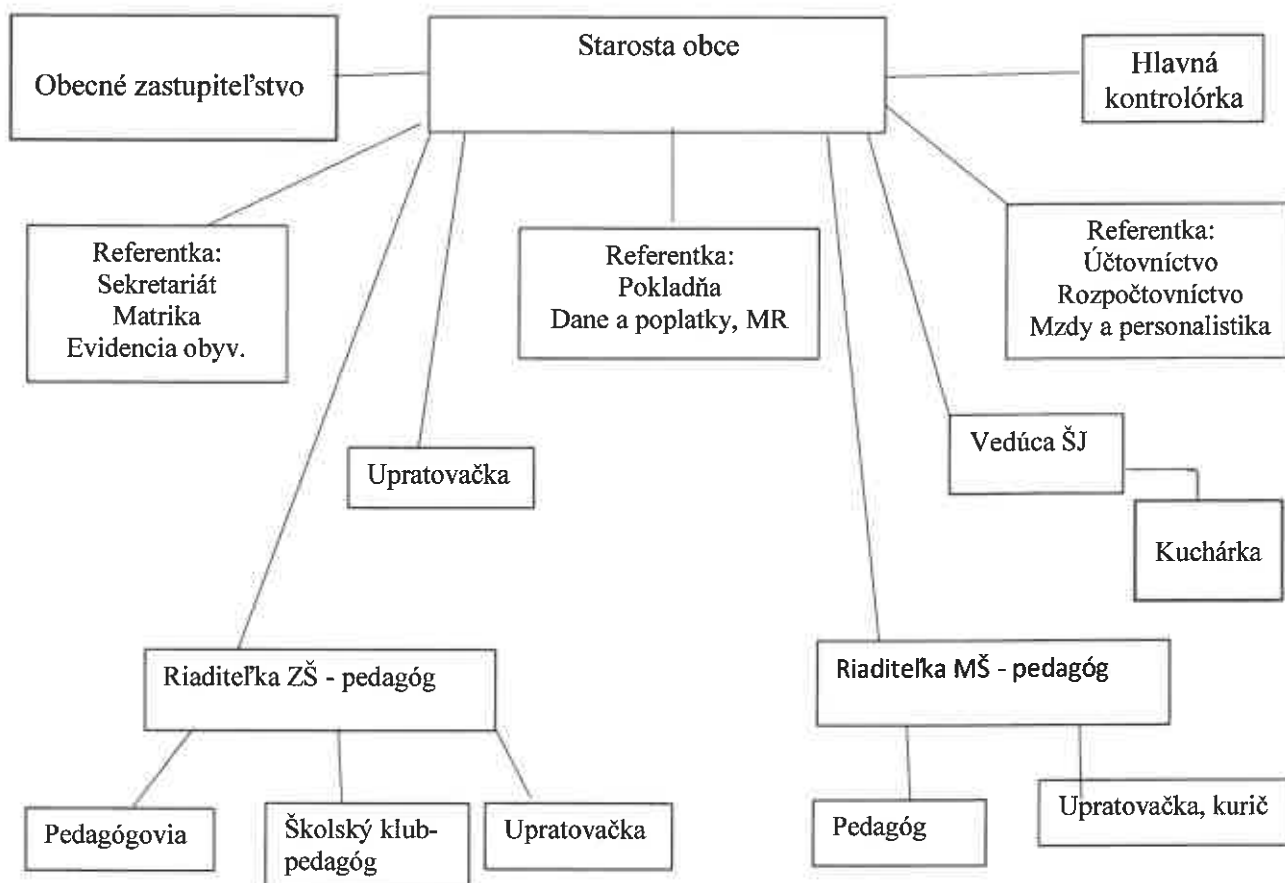 Starosta obce
Obecné zastupiteľstvo
Hlavná
kontrolórka
Referentka:
Sekretariát
Matrika
Evidencia obyv.
Referentka:
Pokladňa
Dane a poplatky, MR
Referentka:
Účtovníctvo
Rozpočtovníctvo
Mzdy a personalistika
Upratovačka
Vedúca ŠJ
Kuchárka
Riaditeľka ZŠ - pedagóg
Riaditeľka MŠ - pedagóg
Pedagógovia
Školský klub-
pedagóg
Upratovačka
Pedagóg
Upratovačka, kurič